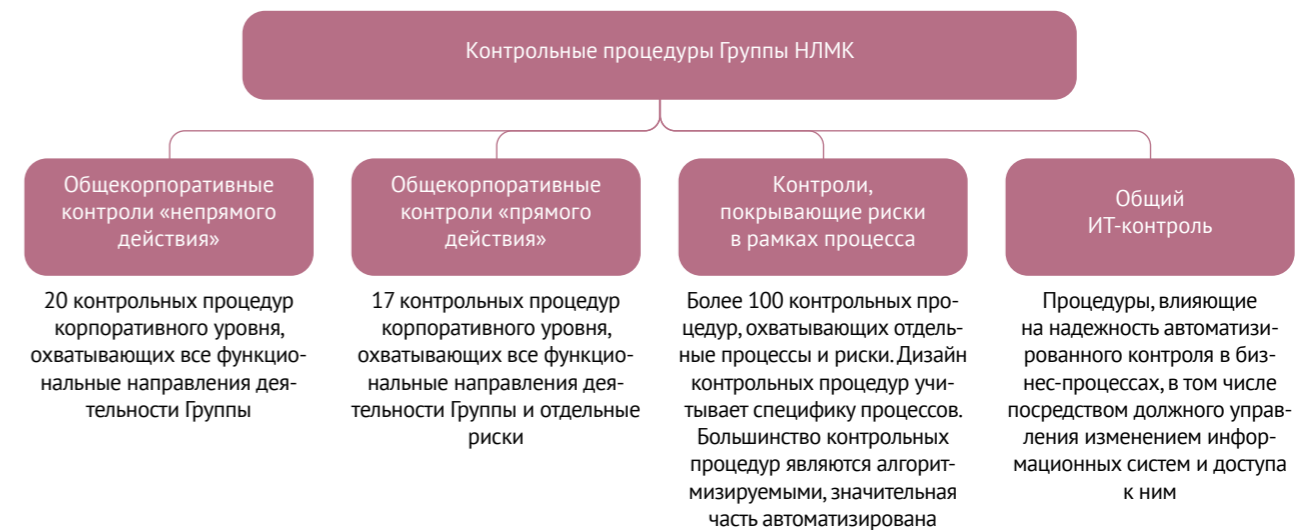 Контрольные процедуры Группы НЛМК
Общекорпоративные
контроли «непрямого
действия»
20 контрольных процедур
корпоративного уровня,
охватывающих все функцио-
нальные направления дея-
тельности Группы
Общекорпоративные
контроли «прямого
действия»
17 контрольных процедур
корпоративного уровня,
охватывающих все функцио-
нальные направления дея-
тельности Группы и отдельные
риски
Контроли,
покрывающие риски
в рамках процесса
Более 100 контрольных про-
цедур, охватывающих отдель-
ные процессы и риски. Дизайн
контрольных процедур учи-
тывает специфику процессов.
Большинство контрольных
процедур являются алгорит-
мизируемыми, значительная
часть автоматизирована
Общий
ИТ-контроль
Процедуры, влияющие
на надежность автоматизи-
рованного контроля в биз-
нес-процессах, в том числе
посредством должного управ-
ления изменением инфор-
мационных систем и доступа
к ним